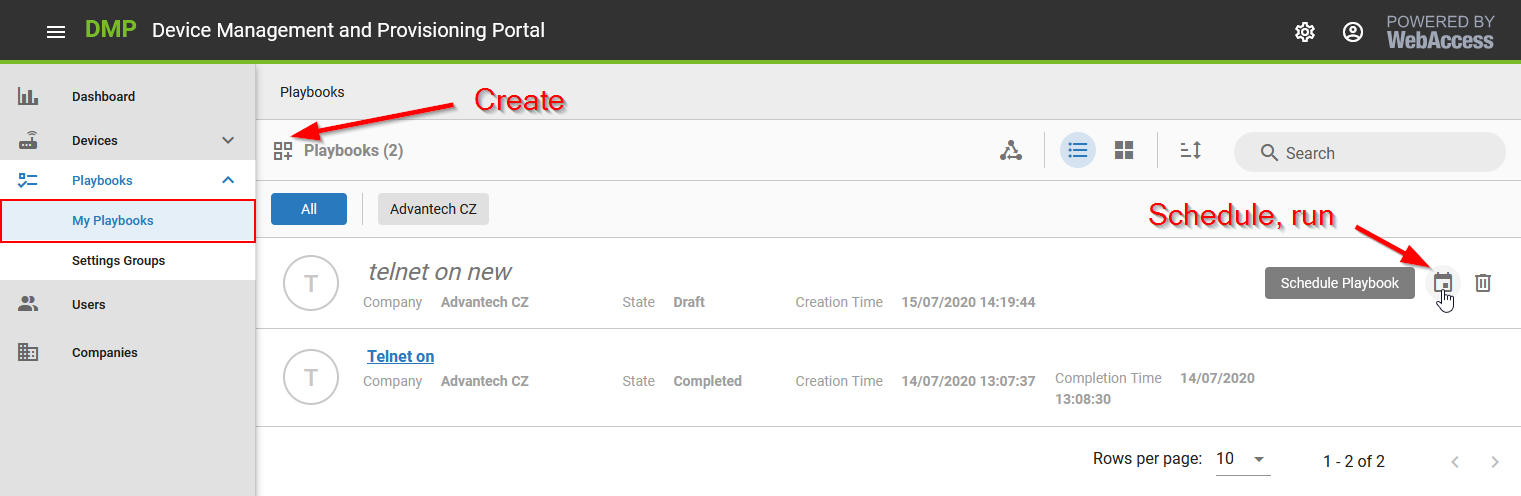 DMP Device Management and Provisioning Portal
POWERED BY
WebAccess
Dashboard
Devices
Playbooks
My Playbooks
Settings Groups
Users
Companies
Playbooks
Create
Playbooks (2)
Search
All
Advantech CZ
Schedule, run
T
telnet on new
Company Advantech CZ State Draft Creation Time 15/07/2020 14:19:44
Schedule Playbook
T
Telnet on
Company Advantech CZ State Completed Creation Time 14/07/2020 13:07:37 Completion Time 14/07/2020
13:08:30
Rows per page: 10 1 - 2 of 2